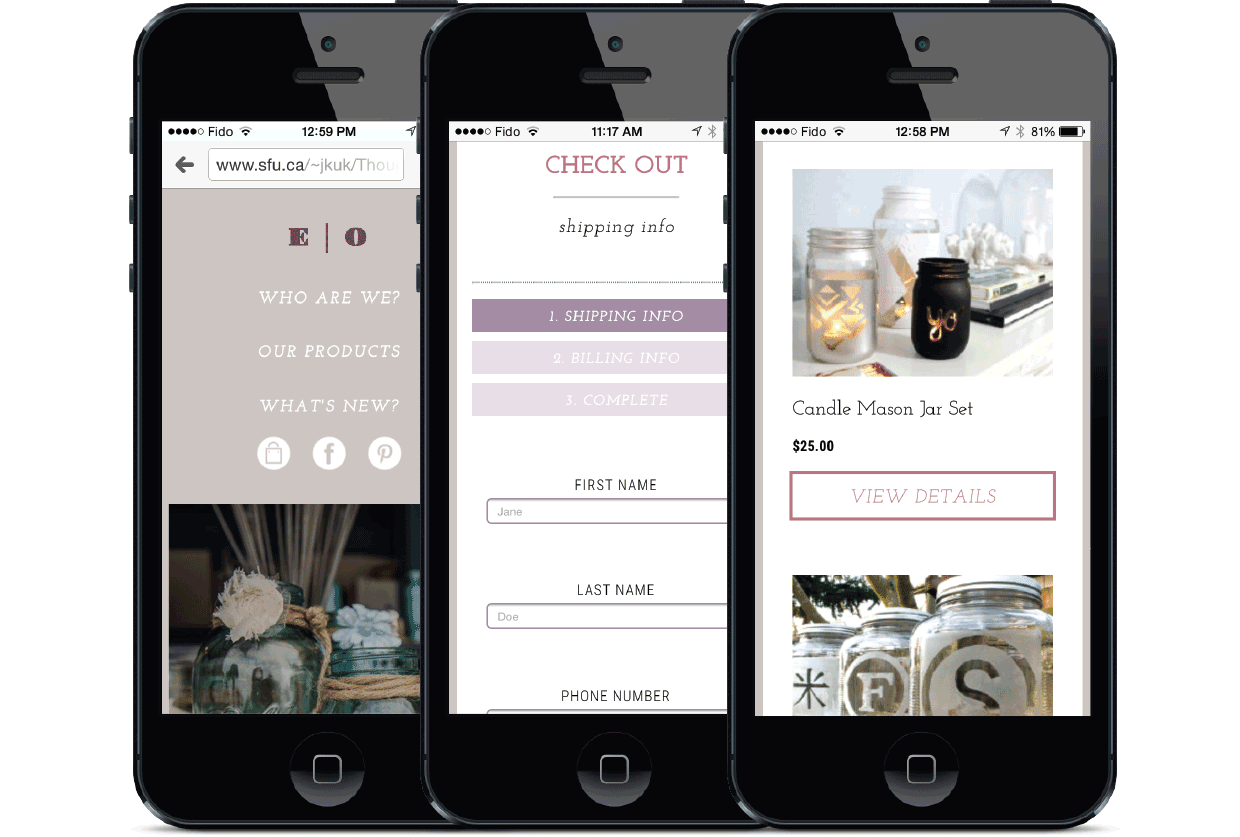 Fido 12:59 PM
www.sfu.ca/~jkuk/Thou
E | O
WHO ARE WE?
OUR PRODUCTS
WHAT'S NEW?
f
Fido 11:17 AM
CHECK OUT
shipping info
1. SHIPPING INFO
2. BILLING INFO
3. COMPLETE
FIRST NAME
Jane
LAST NAME
Doe
PHONE NUMBER
Fido 12:58 PM 81%
yo
Candle Mason Jar Set
$25.00
VIEW DETAILS
米 F S